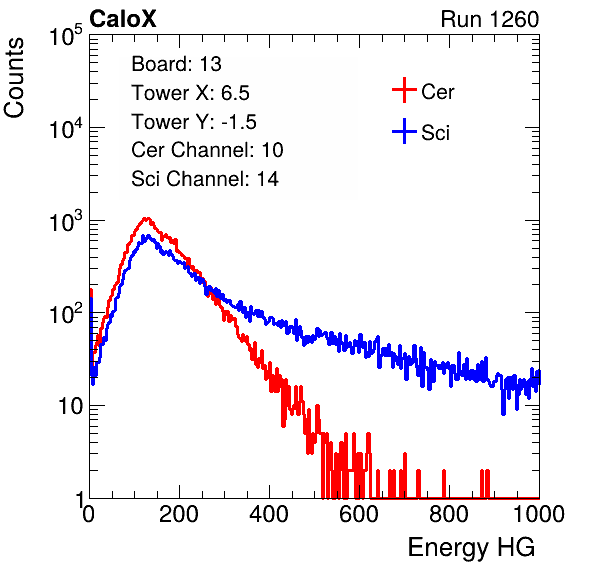 CaloX Run 1260
Counts
Board: 13
Tower X: 6.5
Tower Y: -1.5
Cer Channel: 10
Sci Channel: 14
Cer
Sci
10^5
10^4
10^3
10^2
10
1
0 200 400 600 800 1000
Energy HG